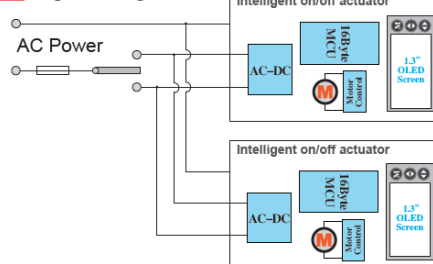 Intelligent on/off actuator
AC Power
AC-DC
16Byte
MCU
M
Motor
Control
1.3"
OLED
Screen
Intelligent on/off actuator
AC-DC
16Byte
MCU
M
Motor
Control
1.3"
OLED
Screen